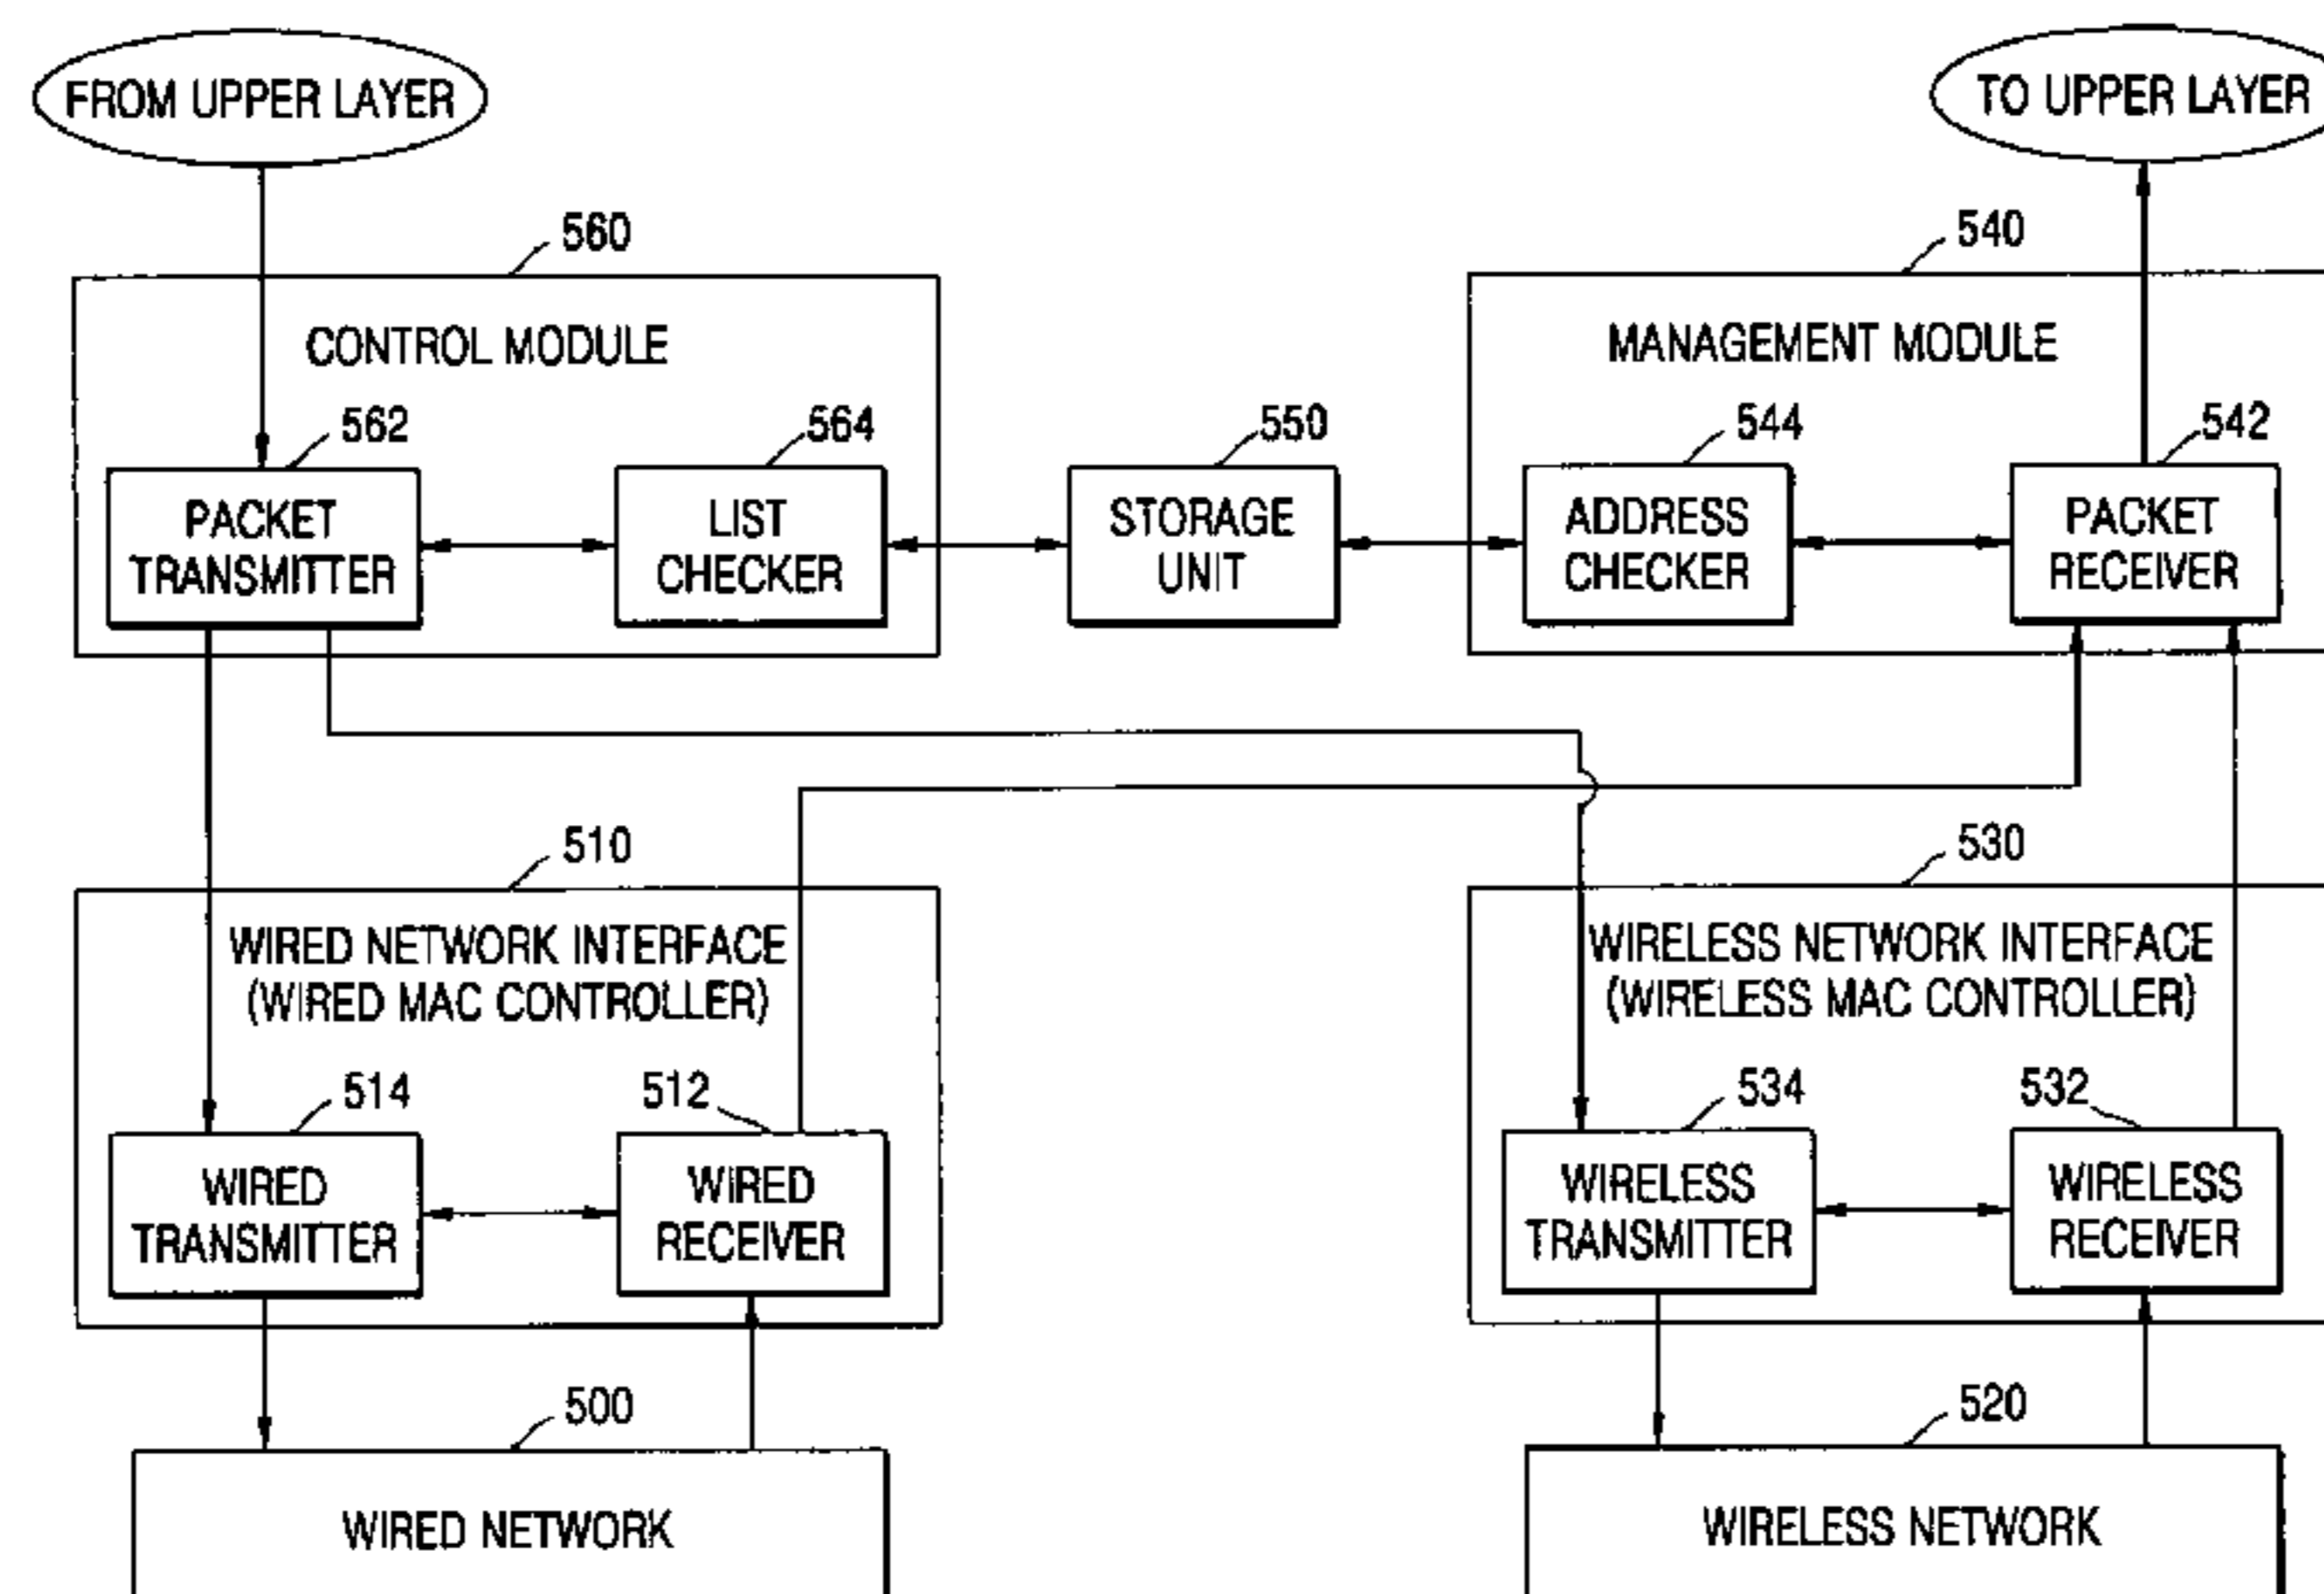 FROM UPPER LAYER
TO UPPER LAYER
560
540
CONTROL MODULE
MANAGEMENT MODULE
562
564
550
544
542
PACKET
TRANSMITTER
LIST
CHECKER
STORAGE
UNIT
ADDRESS
CHECKER
PACKET
RECEIVER
510
530
WIRED NETWORK INTERFACE
(WIRED MAC CONTROLLER)
WIRELESS NETWORK INTERFACE
(WIRELESS MAC CONTROLLER)
514
512
534
532
WIRED
TRANSMITTER
WIRED
RECEIVER
WIRELESS
TRANSMITTER
WIRELESS
RECEIVER
500
520
WIRED NETWORK
WIRELESS NETWORK